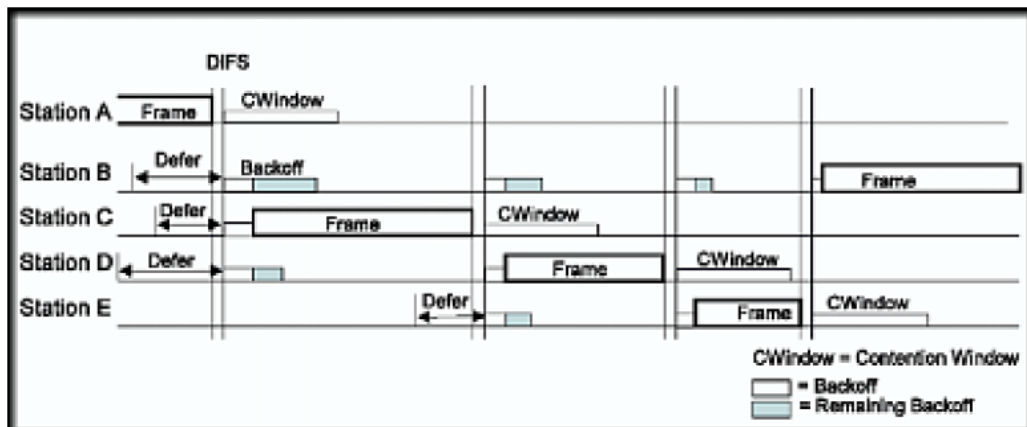 DIFS
Station A Frame CWindow
Station B Defer Backoff Frame
Station C Defer Frame CWindow
Station D Defer Frame CWindow
Station E Defer Frame CWindow
CWindow = Contention Window
= Backoff
= Remaining Backoff